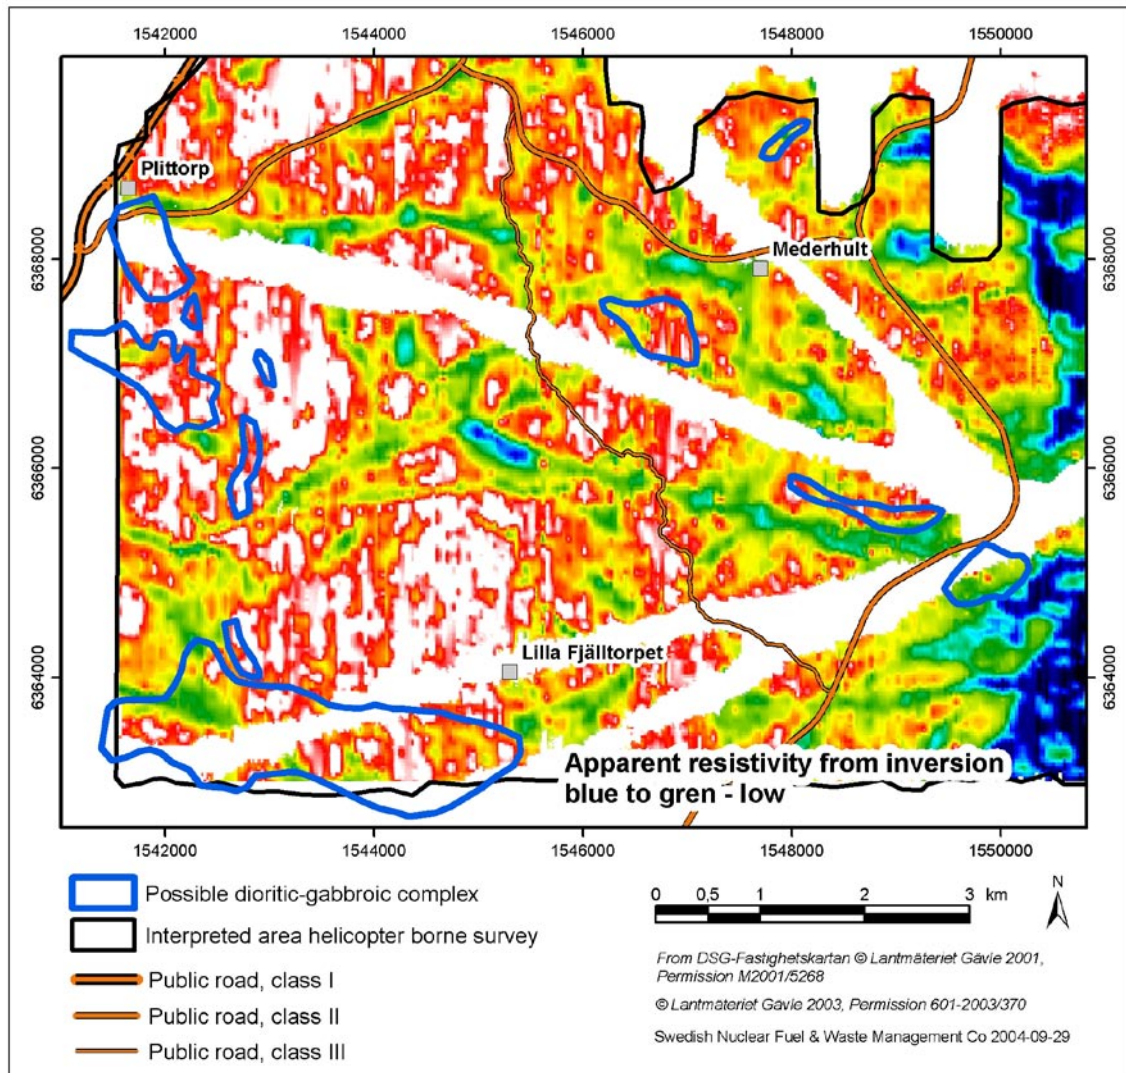 1542000 1544000 1546000 1548000 1550000
Plittorp
6368000 Mederhult 6368000
6366000 6366000
Lilla Fjälltorpet
6364000 6364000
Apparent resistivity from inversion
blue to gren - low
1542000 1544000 1546000 1548000 1550000
Possible dioritic-gabbroic complex
Interpreted area helicopter borne survey
Public road, class I
Public road, class II
Public road, class III
0 0,5 1 2 3 km
N
From DSG-Fastighetskartan © Lantmäteriet Gävle 2001,
Permission M2001/5268
© Lantmäteriet Gävle 2003, Permission 601-2003/370
Swedish Nuclear Fuel & Waste Management Co 2004-09-29